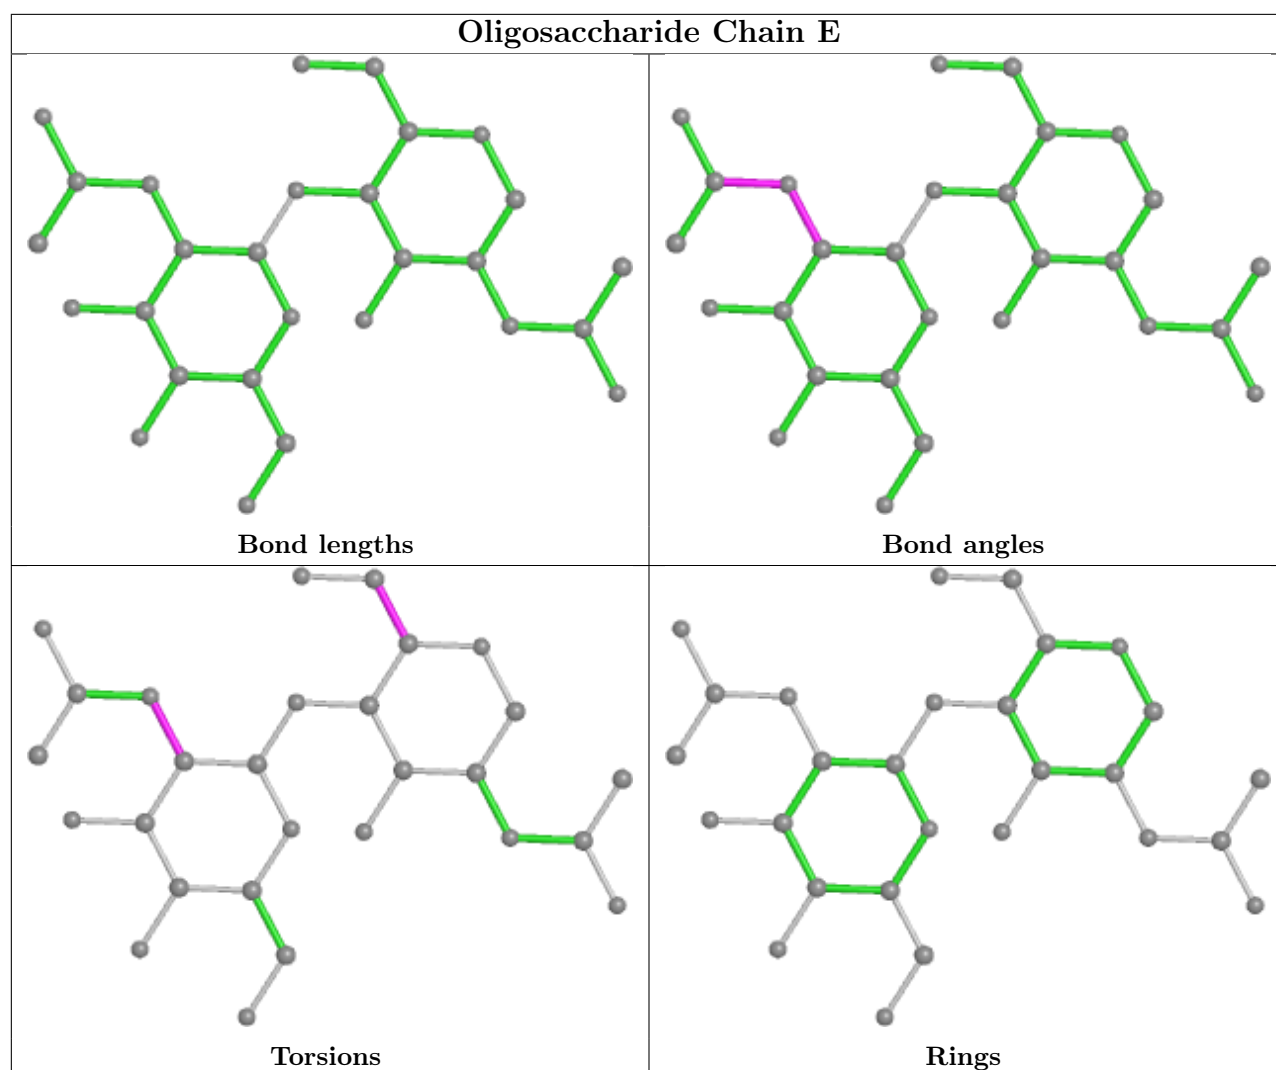 Oligosaccharide Chain E
Bond lengths
Bond angles
Torsions
Rings